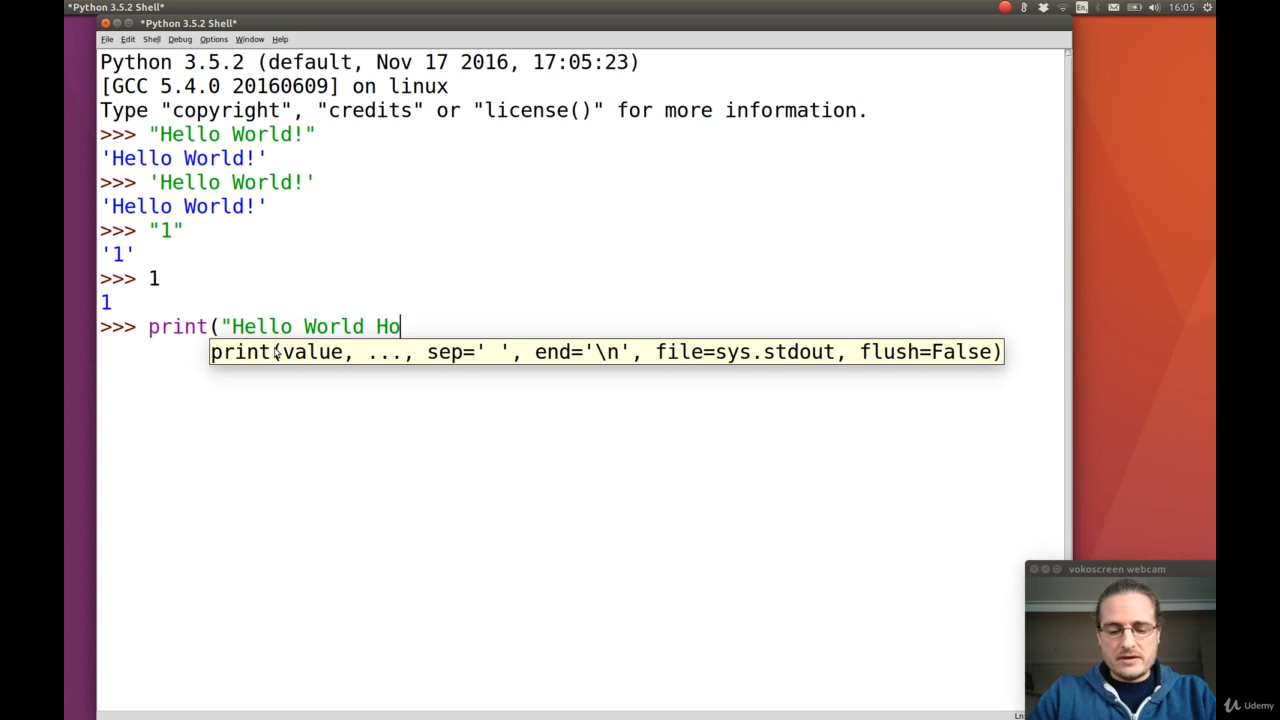 *Python 3.5.2 Shell*
En
16:05
*Python 3.5.2 Shell*
File Edit Shell Debug Options Window Help
Python 3.5.2 (default, Nov 17 2016, 17:05:23)
[GCC 5.4.0 20160609] on linux
Type "copyright", "credits" or "license()" for more information.
>>> "Hello World!"
'Hello World!'
>>> 'Hello World!'
'Hello World!'
>>> "1"
'1'
>>> 1
1
>>> print("Hello World Ho
print(value, ..., sep=' ', end='\n', file=sys.stdout, flush=False)
vokoscreen webcam
Ln
Udemy